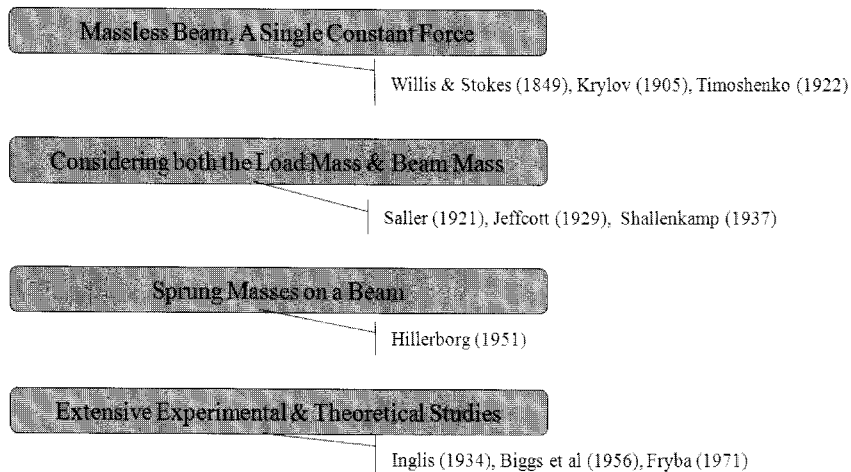 Massless Beam, A Single Constant Force
Willis & Stokes (1849), Krylov (1905), Timoshenko (1922)
Considering both the Load Mass & Beam Mass
Saller (1921), Jeffcott (1929), Shallenkamp (1937)
Sprung Masses on a Beam
Hillerborg (1951)
Extensive Experimental & Theoretical Studies
Inglis (1934), Biggs et al (1956), Fryba (1971)